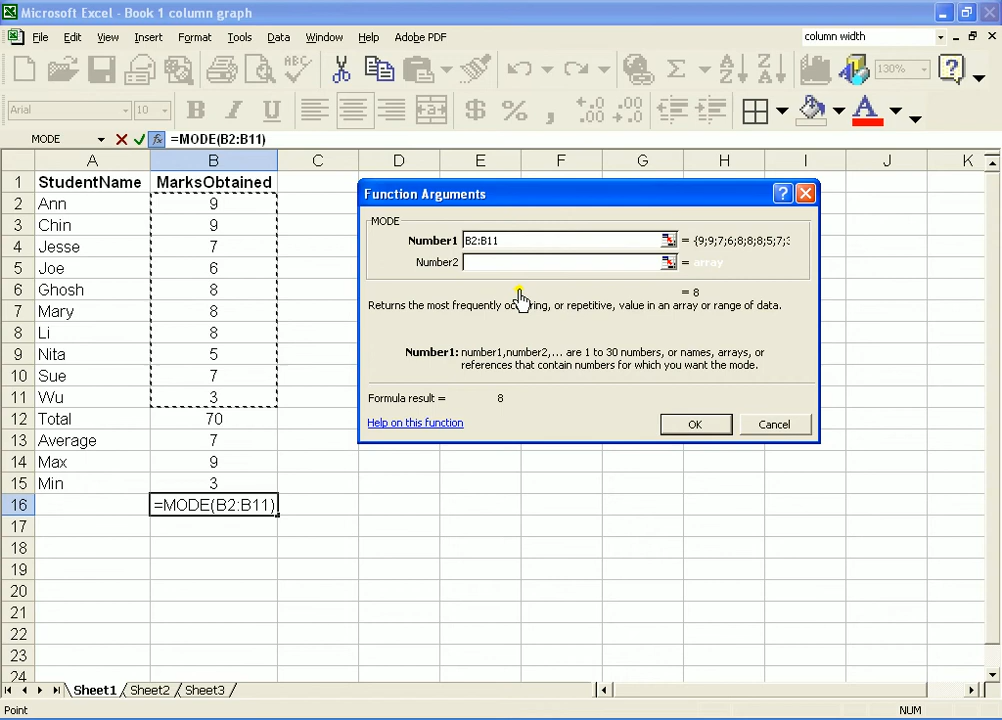 Microsoft Excel - Book 1 column graph
File Edit View Insert Format Tools Data Window Help Adobe PDF column width
ABC 130%
Arial 10 B I U $ % , .00 .00 A
MODE fx =MODE(B2:B11)
A B C D E F G H I J K
1 StudentName MarksObtained
2 Ann 9
3 Chin 9
4 Jesse 7
5 Joe 6
6 Ghosh 8
7 Mary 8
8 Li 8
9 Nita 5
10 Sue 7
11 Wu 3
12 Total 70
13 Average 7
14 Max 9
15 Min 3
16 =MODE(B2:B11)
17
18
19
20
21
22
23
24
Function Arguments
MODE
Number1 B2:B11 = {9;9;7;6;8;8;8;5;7;3
Number2 = array
= 8
Returns the most frequently occurring, or repetitive, value in an array or range of data.
Number1: number1,number2,... are 1 to 30 numbers, or names, arrays, or
references that contain numbers for which you want the mode.
Formula result = 8
Help on this function OK Cancel
Sheet1 Sheet2 Sheet3
Point NUM